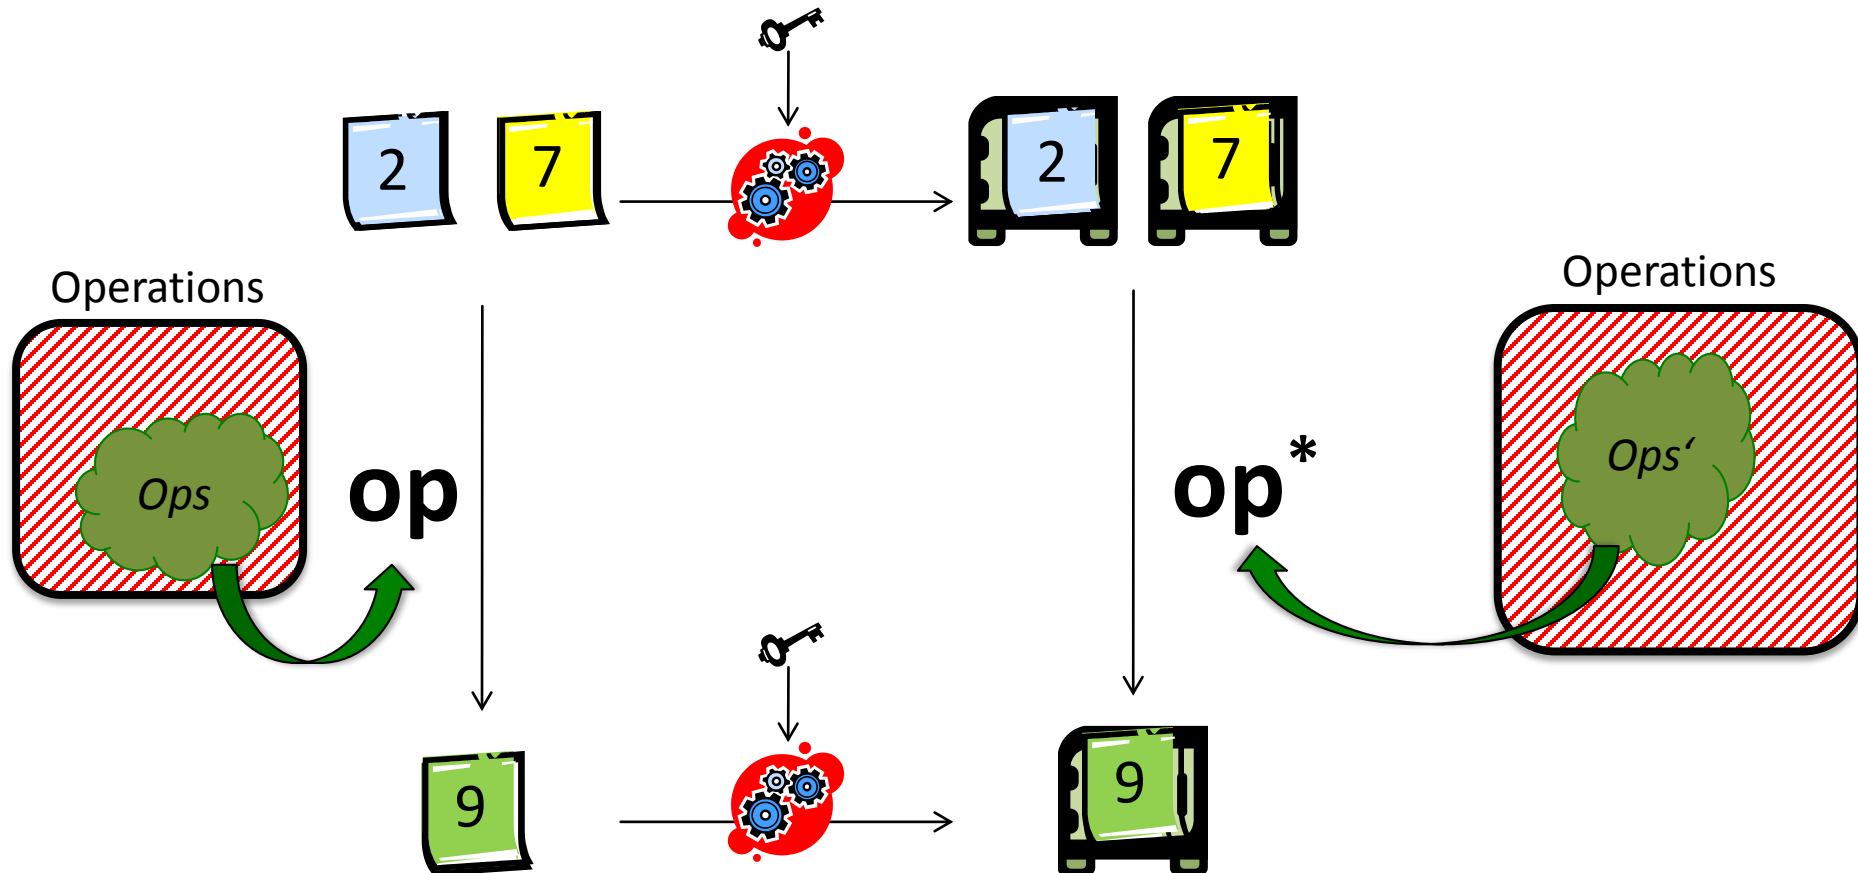 2 7 2 7
Operations Operations
Ops op op* Ops‘
9 9